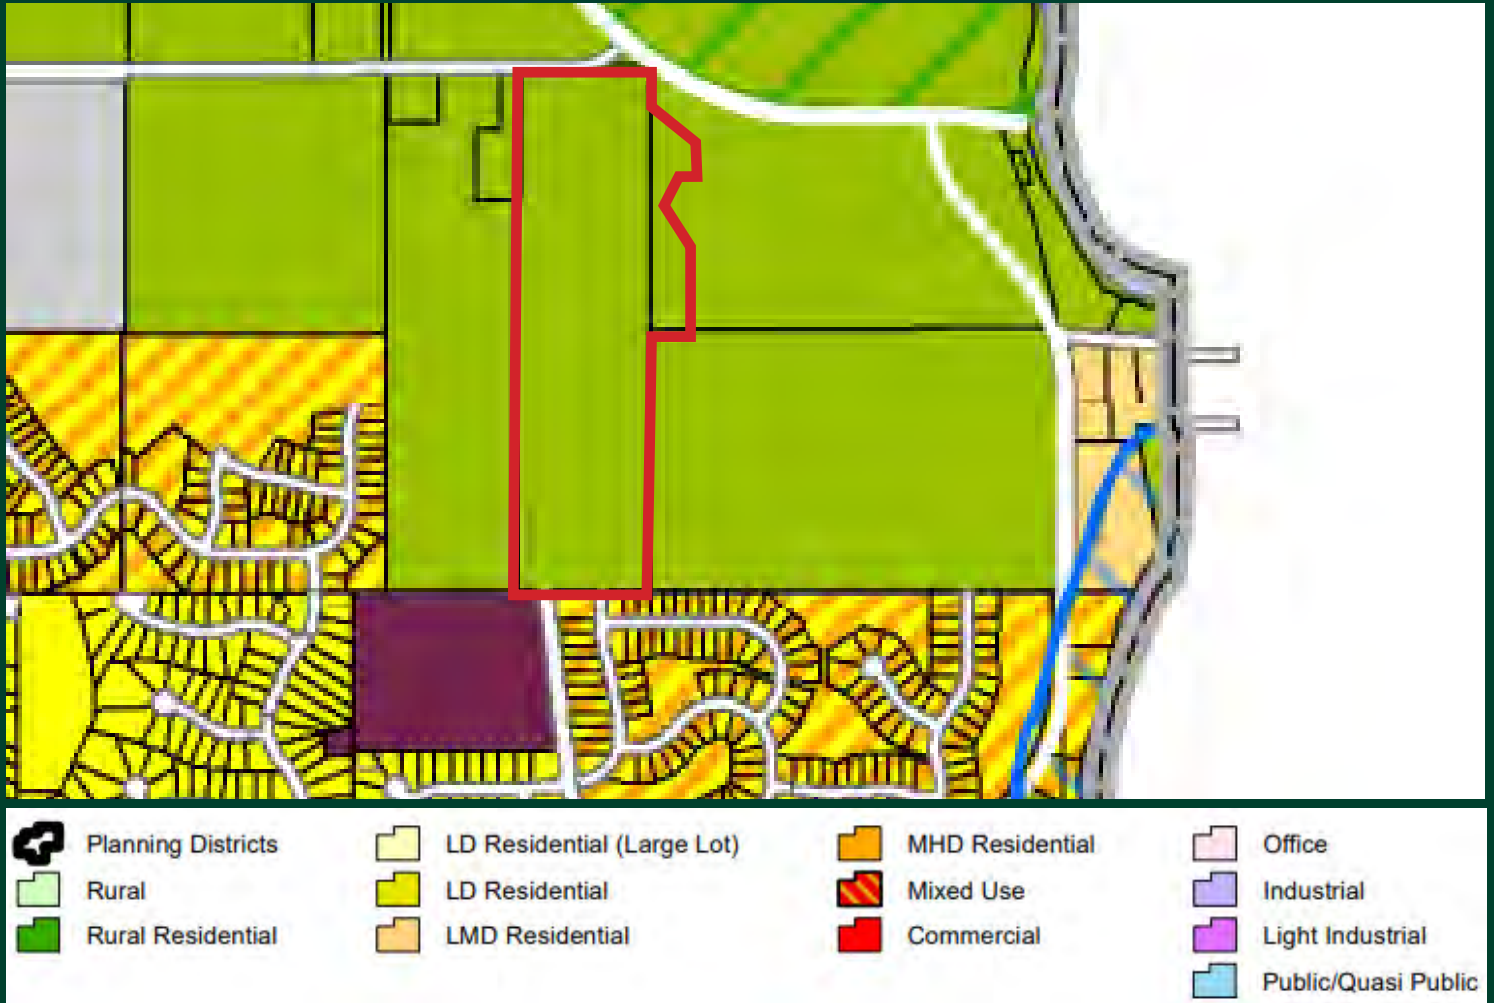 Planning Districts
Rural
Rural Residential
LD Residential (Large Lot)
LD Residential
LMD Residential
MHD Residential
Mixed Use
Commercial
Office
Industrial
Light Industrial
Public/Quasi Public